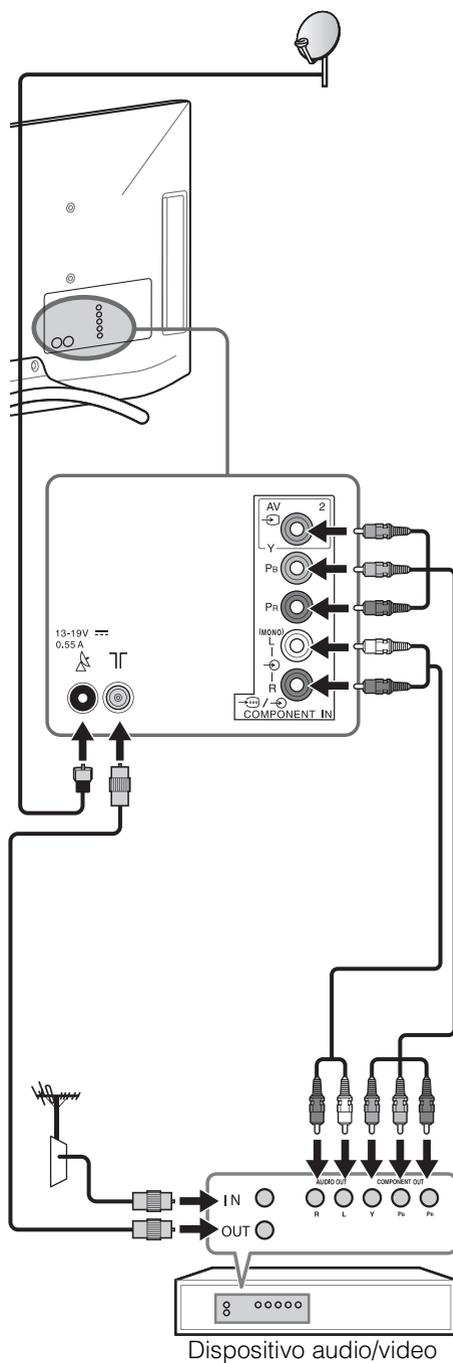 AV 2
Y
PB
PR
(MONO)
L
R
COMPONENT IN
13-19V
0.55 A
IN
OUT
AUDIO OUT COMPONENT OUT
R L Y PB PR
Dispositivo audio/video